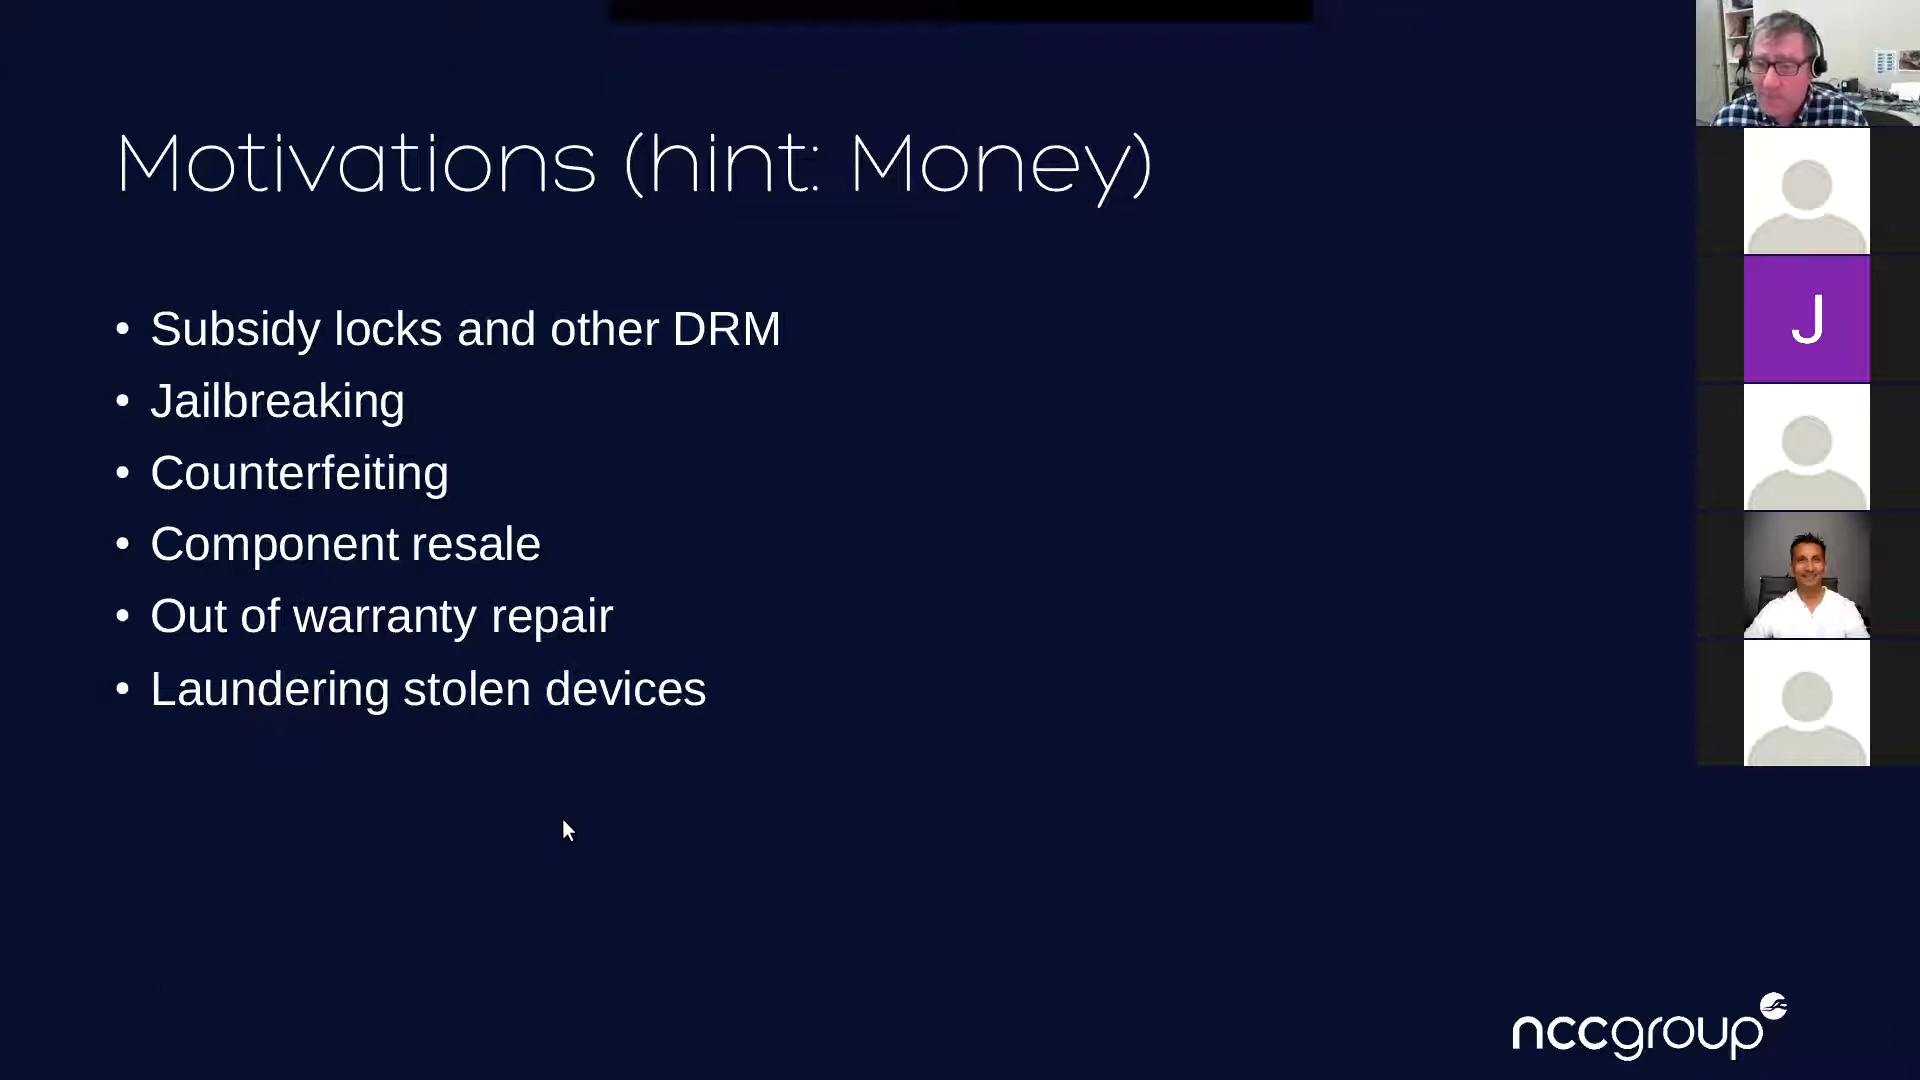 Motivations (hint: Money)
• Subsidy locks and other DRM
• Jailbreaking
• Counterfeiting
• Component resale
• Out of warranty repair
• Laundering stolen devices
J
nccgroup